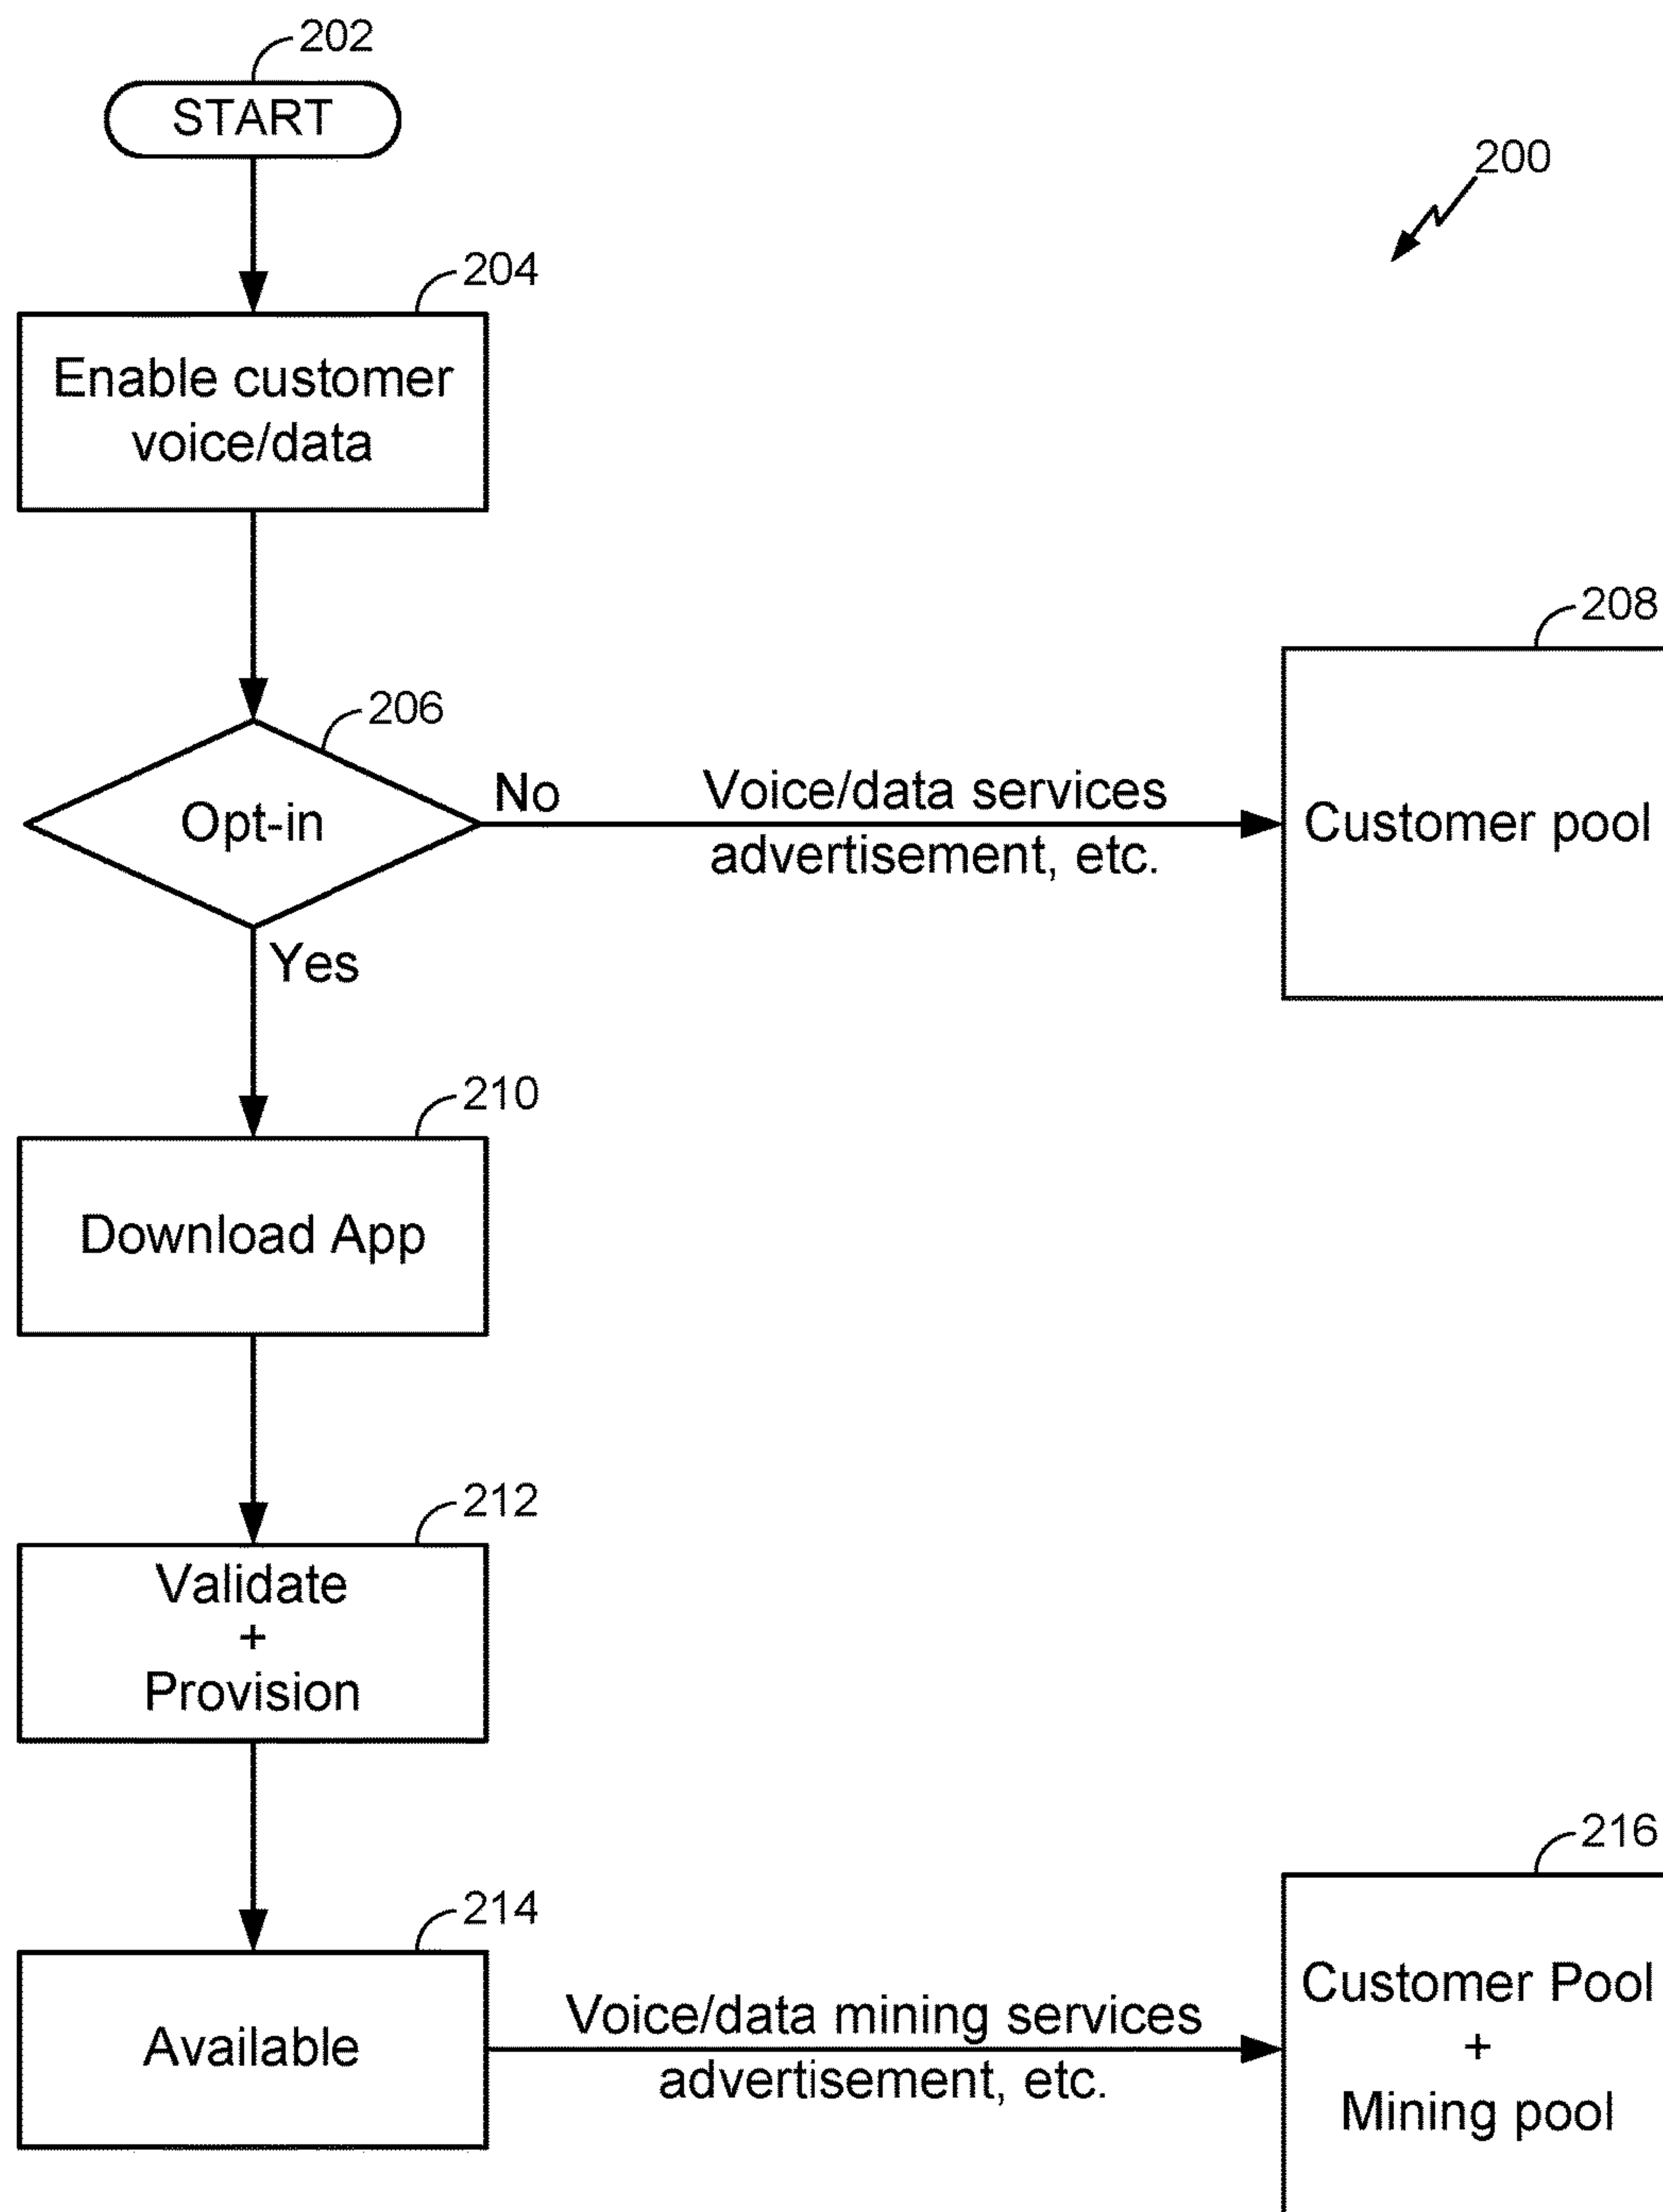 202
START
200
204
Enable customer
voice/data
208
206
No
Voice/data services
Opt-in
Customer pool
advertisement, etc.
Yes
210
Download App
212
Validate
+
Provision
216
214
Customer Pool
Voice/data mining services
Available
+
advertisement, etc.
Mining pool